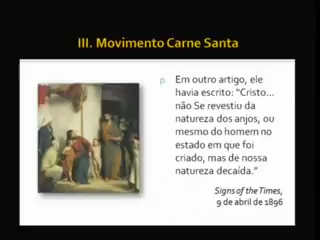 III. Movimento Carne Santa
p. Em outro artigo, ele
havia escrito: “Cristo...
não Se revestiu da
natureza dos anjos, ou
mesmo do homem no
estado em que foi
criado, mas de nossa
natureza decaída.”
Signs of the Times,
9 de abril de 1896